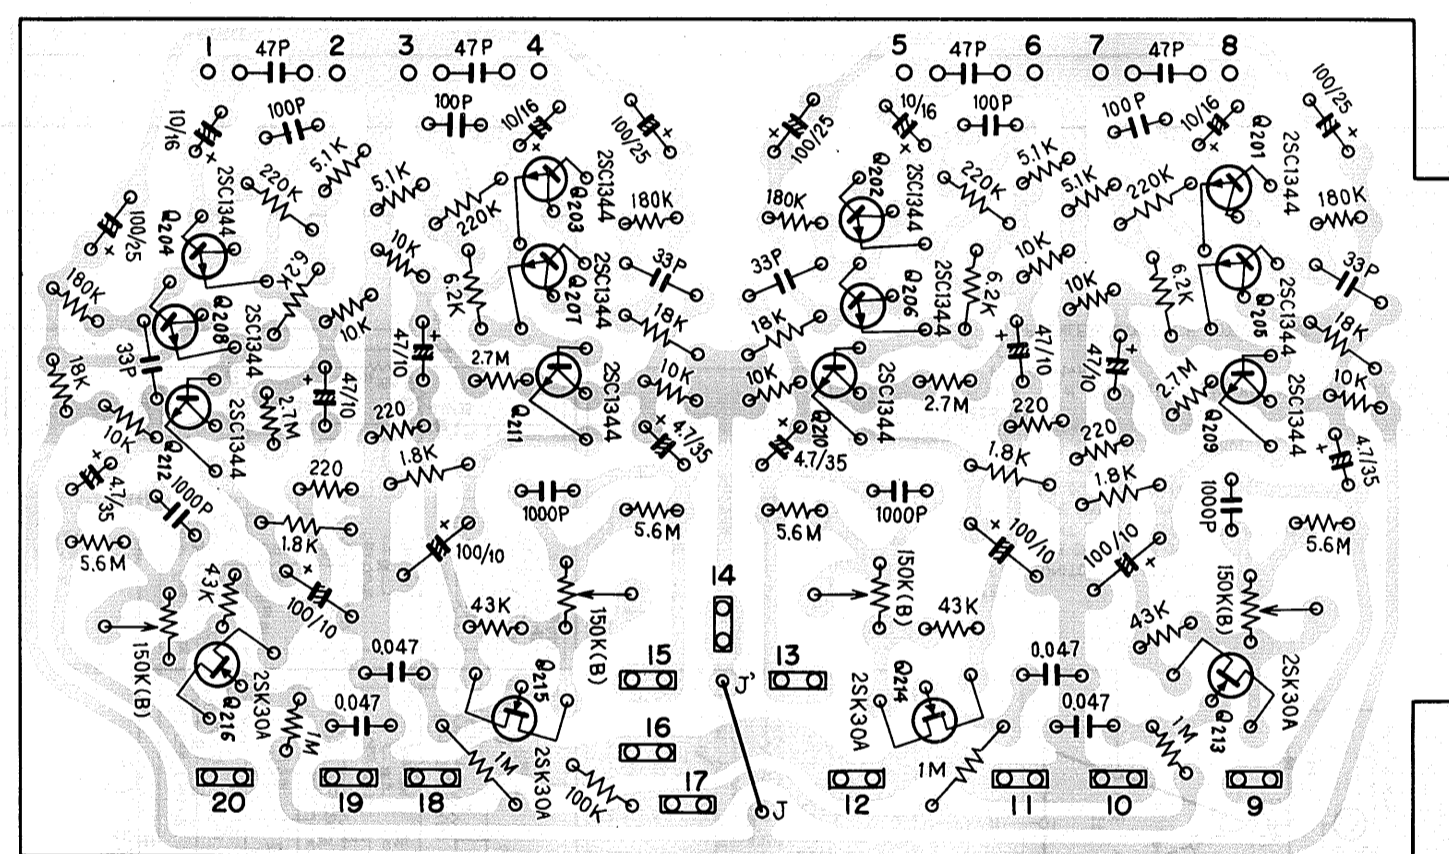 1 47P 2 3 47P 4 5 47P 6 7 47P 8
10/16 100P 100P 10/16 100/25 100/25 10/16 100P 100P 10/16 100/25
5.1K 5.1K 5.1K 5.1K
2SC1344 220K 220K Q203 2SC1344 180K 180K Q202 2SC1344 220K 220K Q201 2SC1344 180K
100/25 Q204
180K Q208 2SC1344 6.2K 10K 10K 6.2K Q207 2SC1344 33P 18K 33P 18K Q206 2SC1344 6.2K 10K 10K 6.2K Q205 2SC1344 33P 18K
18K 33P 47/10 47/10 2.7M 47/10 47/10 2.7M
10K Q212 2SC1344 2.7M 220 Q211 2SC1344 10K 10K Q210 2SC1344 2.7M 220 220 Q209 2SC1344 10K
4.7/35 1000P 220 1.8K 4.7/35 4.7/35 1.8K 1.8K 4.7/35
5.6M 1.8K 100/10 1000P 5.6M 5.6M 1000P 100/10 100/10 1000P 5.6M
43K 100/10 43K 150K(B) 14 150K(B) 43K 43K 150K(B)
150K(B) 0.047 15 J' 13 0.047
Q216 2SK30A 0.047 Q215 2SK30A 16 2SK30A Q214 0.047 Q213 2SK30A
1M 1M 100K 17 J 1M 1M
20 19 18 12 11 10 9